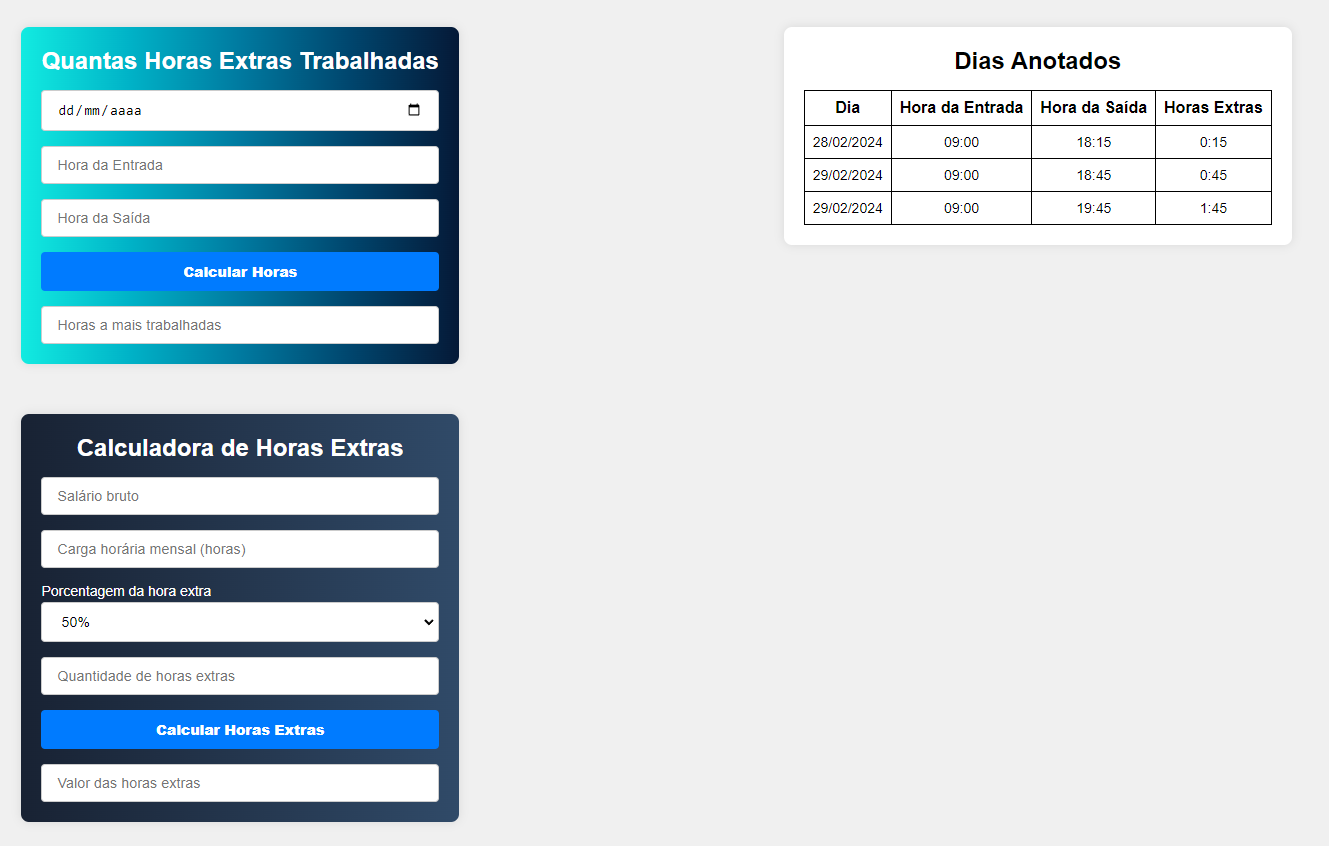 Quantas Horas Extras Trabalhadas
dd/mm/aaaa
Hora da Entrada
Hora da Saída
Calcular Horas
Horas a mais trabalhadas
Calculadora de Horas Extras
Salário bruto
Carga horária mensal (horas)
Porcentagem da hora extra
50%
Quantidade de horas extras
Calcular Horas Extras
Valor das horas extras
Dias Anotados
Dia Hora da Entrada Hora da Saída Horas Extras
28/02/2024 09:00 18:15 0:15
29/02/2024 09:00 18:45 0:45
29/02/2024 09:00 19:45 1:45